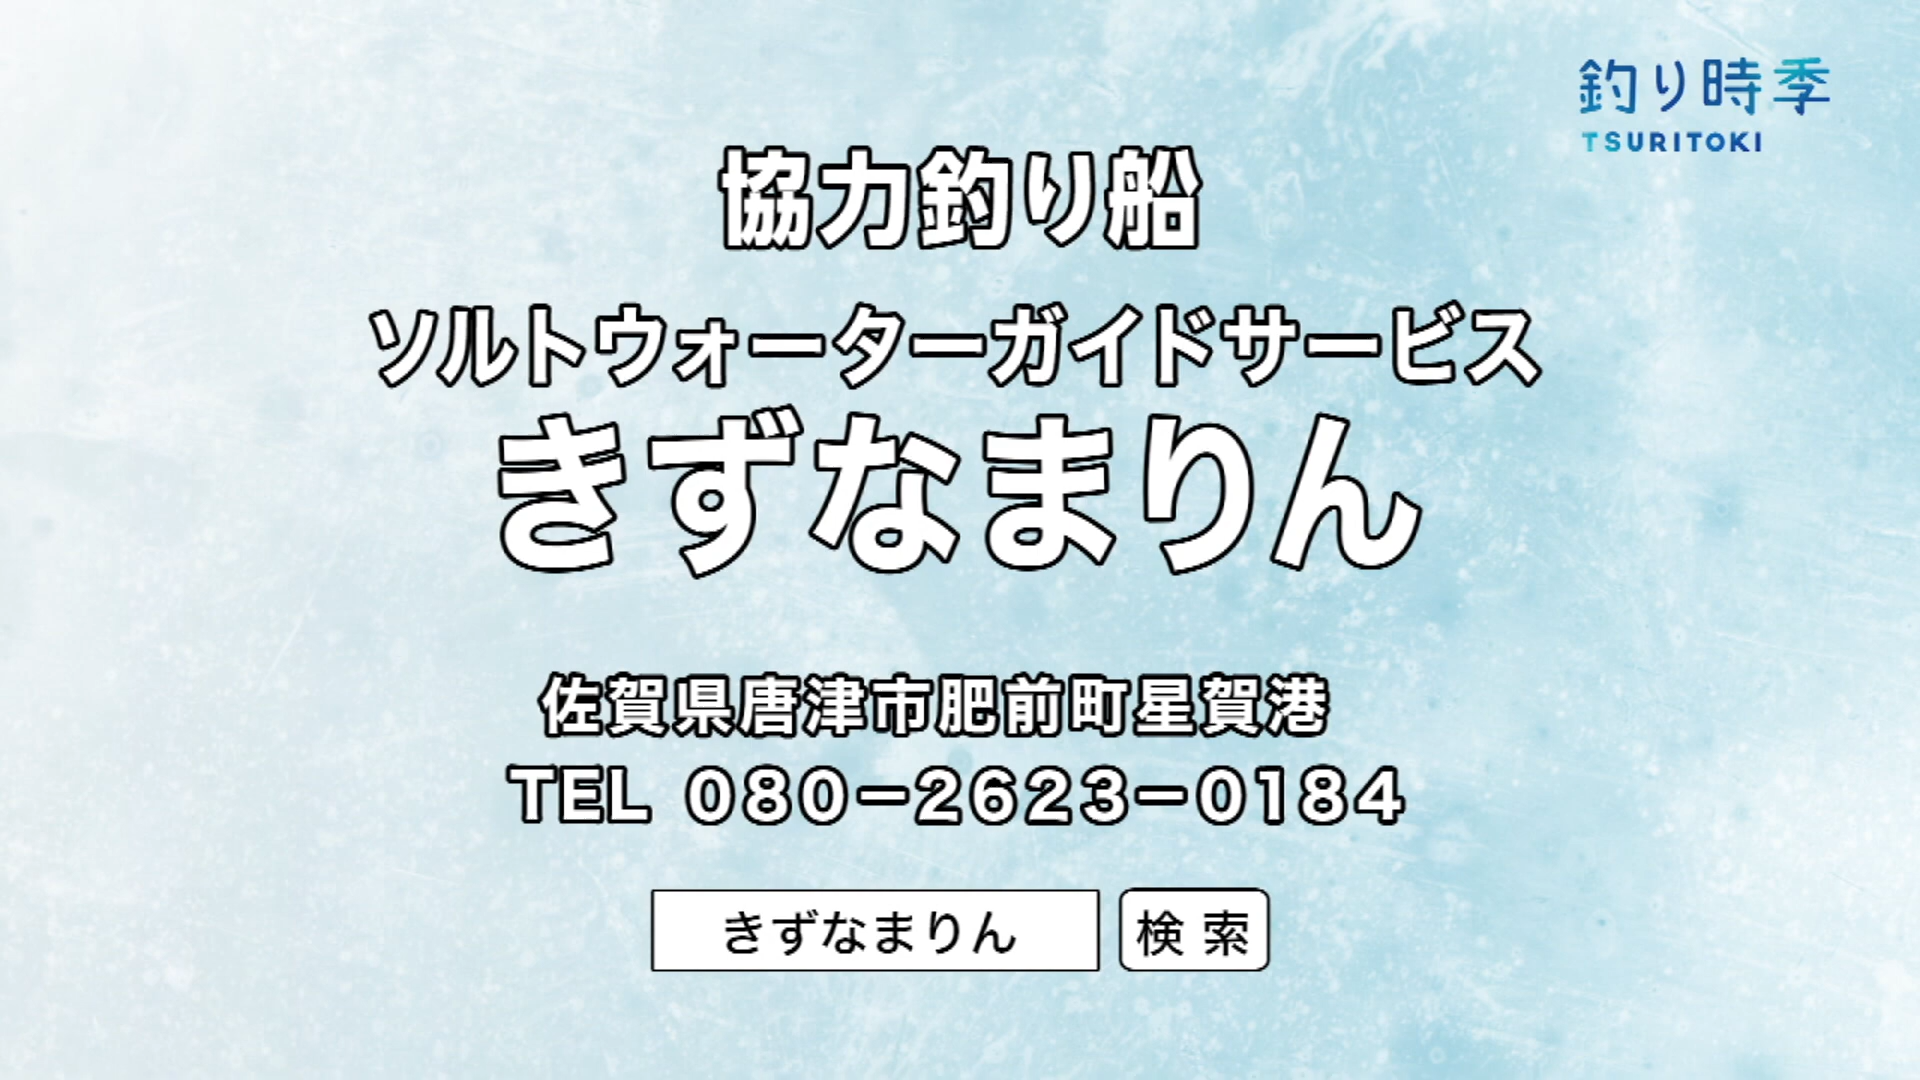 釣り時季
TSURITOKI
協力釣り船
ソルトウォーターガイドサービス
きずなまりん
佐賀県唐津市肥前町星賀港
TEL 080-2623-0184
きずなまりん 検索